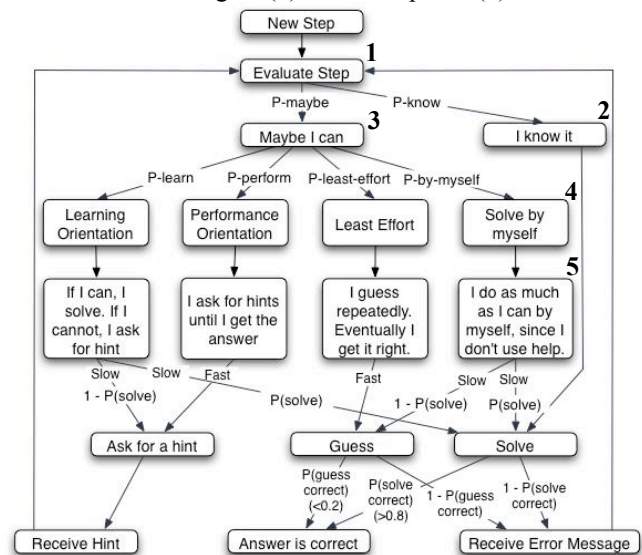 New Step
1
Evaluate Step
P-maybe
P-know
3
2
Maybe I can
I know it
P-learn
P-perform
P-least-effort
P-by-myself
4
Learning
Orientation
Performance
Orientation
Least Effort
Solve by
myself
5
If I can, I
solve. If I
cannot, I ask
for hint
I ask for hints
until I get the
answer
I guess
repeatedly.
Eventually I
get it right.
I do as much
as I can by
myself, since I
don't use help.
Slow
1 - P(solve)
Slow
Fast
P(solve)
Fast
Slow
1 - P(solve)
Slow
P(solve)
Ask for a hint
Guess
Solve
P(guess
correct)
(<0.2)
P(solve
correct)
(>0.8)
1 - P(guess
correct)
1 - P(solve
correct)
Receive Hint
Answer is correct
Receive Error Message